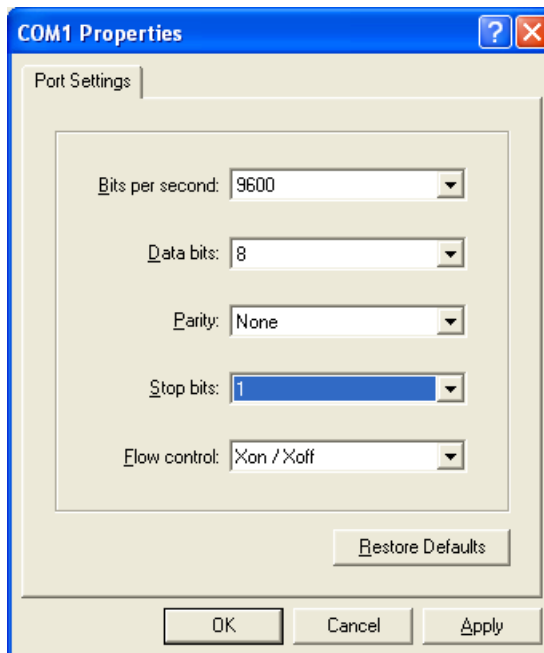 COM1 Properties
Port Settings
Bits per second: 9600
Data bits: 8
Parity: None
Stop bits: 1
Flow control: Xon / Xoff
Restore Defaults
OK Cancel Apply